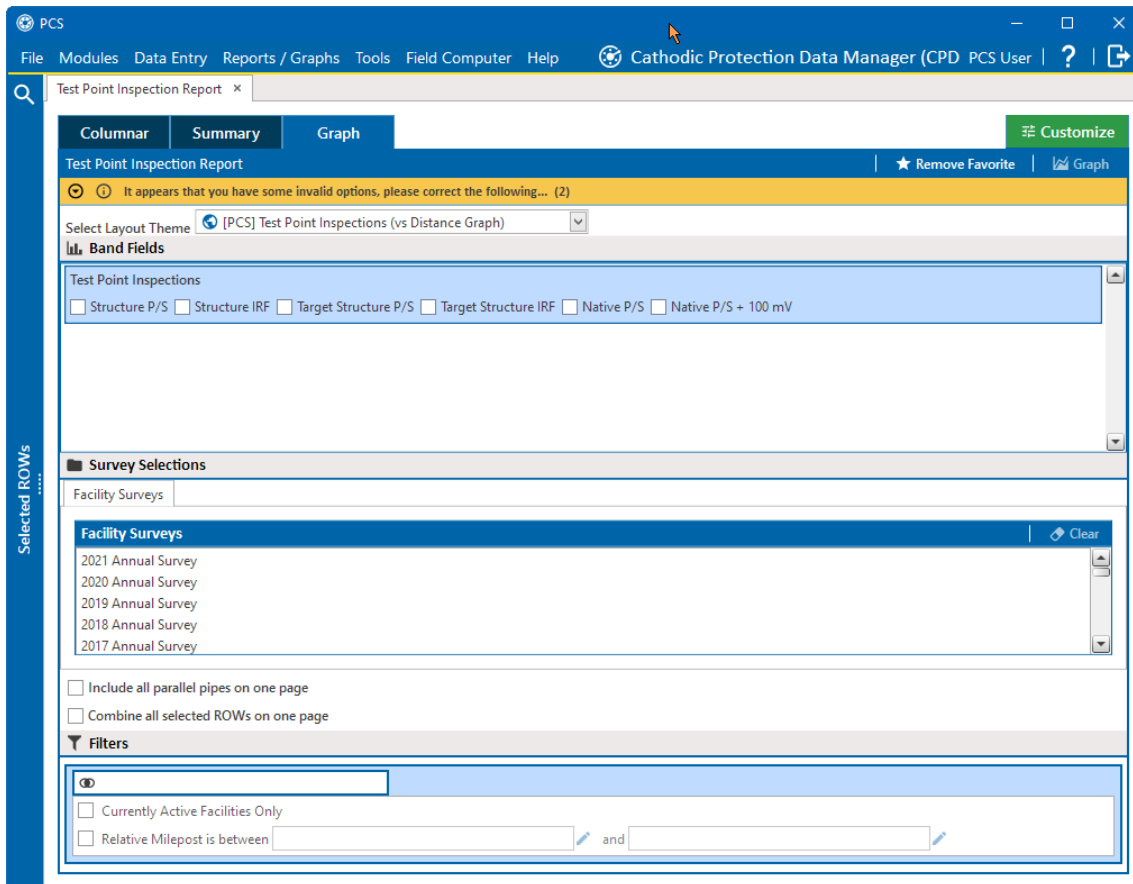 PCS
File Modules Data Entry Reports / Graphs Tools Field Computer Help Cathodic Protection Data Manager (CPD PCS User | ? |
Test Point Inspection Report ×
Columnar Summary Graph Customize
Test Point Inspection Report | Remove Favorite | Graph
It appears that you have some invalid options, please correct the following... (2)
Select Layout Theme [PCS] Test Point Inspections (vs Distance Graph)
Band Fields
Test Point Inspections
Structure P/S Structure IRF Target Structure P/S Target Structure IRF Native P/S Native P/S + 100 mV
Selected ROWs
Survey Selections
Facility Surveys
Facility Surveys | Clear
2021 Annual Survey
2020 Annual Survey
2019 Annual Survey
2018 Annual Survey
2017 Annual Survey
Include all parallel pipes on one page
Combine all selected ROWs on one page
Filters
Currently Active Facilities Only
Relative Milepost is between and